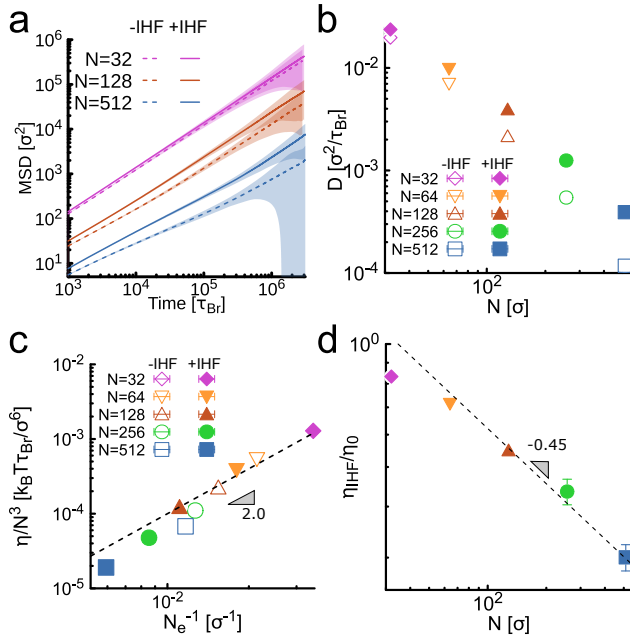 a
-IHF +IHF
N=32
N=128
N=512
MSD [σ²]
10⁶
10⁵
10⁴
10³
10²
10¹
10³ 10⁴ 10⁵ 10⁶
Time [τBr]
b
D [σ²/τBr]
10⁻²
10⁻³
10⁻⁴
-IHF +IHF
N=32
N=64
N=128
N=256
N=512
10²
N [σ]
c
η/N³ [kBTτBr/σ⁶]
10⁻²
10⁻³
10⁻⁴
10⁻⁵
-IHF +IHF
N=32
N=64
N=128
N=256
N=512
2.0
10⁻²
Ne⁻¹ [σ⁻¹]
d
ηIHF/η0
10⁰
-0.45
10²
N [σ]